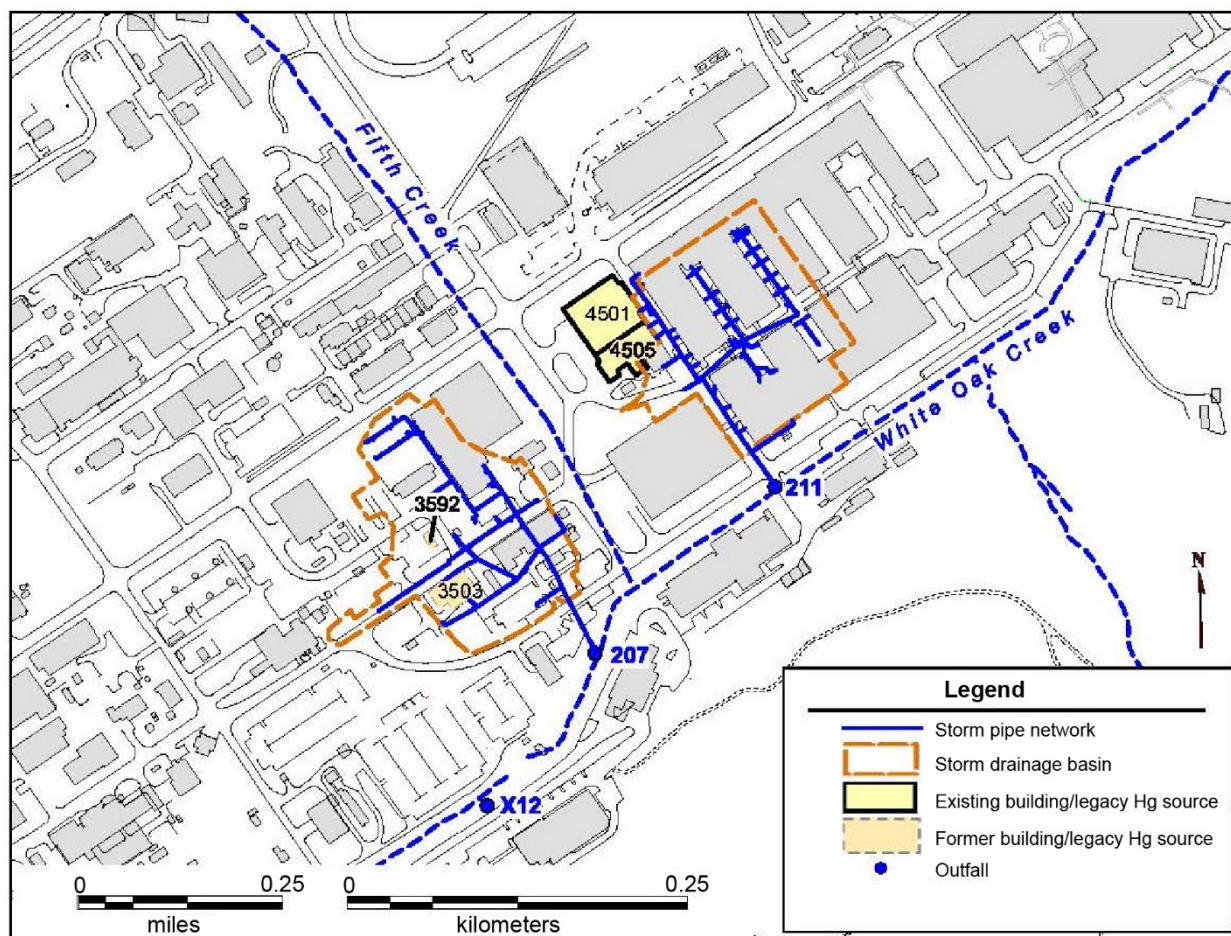 Fifth Creek
4501
4505
White Oak Creek
211
3592
3503
207
X12
N
Legend
Storm pipe network
Storm drainage basin
Existing building/legacy Hg source
Former building/legacy Hg source
Outfall
0 0.25
miles
0 0.25
kilometers